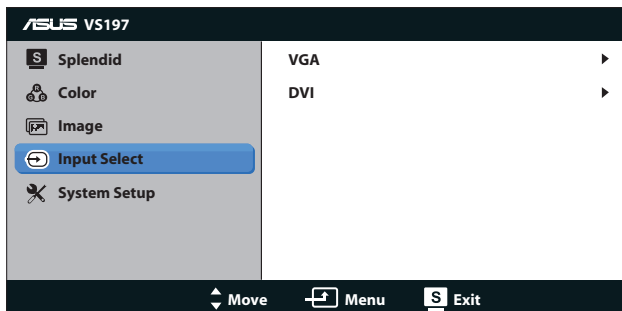 ASUS VS197
S Splendid
Color
Image
Input Select
System Setup
VGA
DVI
Move Menu S Exit